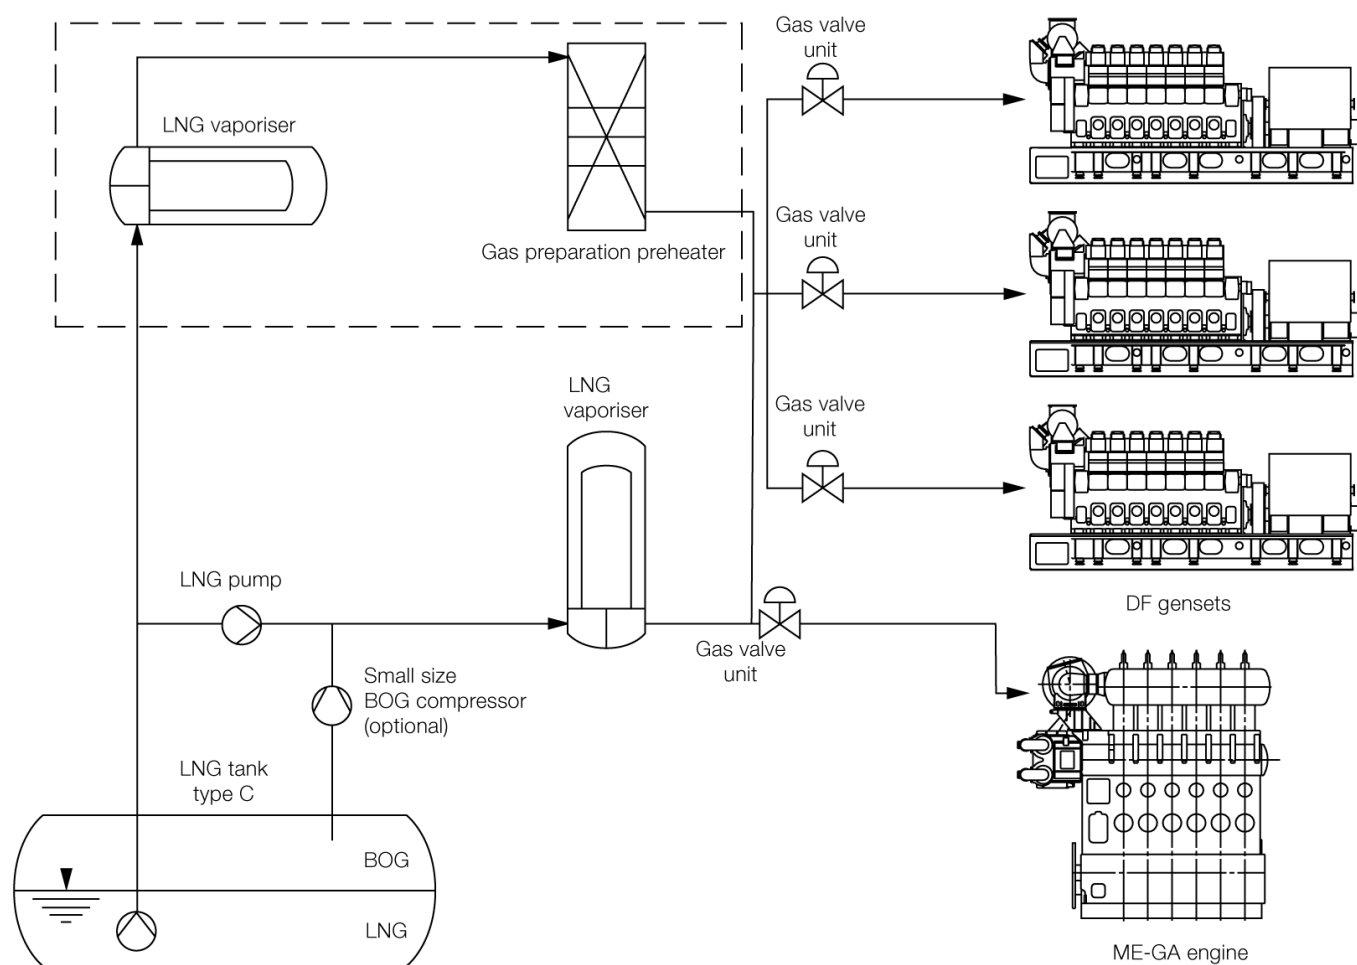 Gas valve
unit
LNG vaporiser
Gas preparation preheater
Gas valve
unit
LNG
vaporiser
Gas valve
unit
LNG pump
DF gensets
Gas valve
unit
Small size
BOG compressor
(optional)
LNG tank
type C
BOG
LNG
ME-GA engine